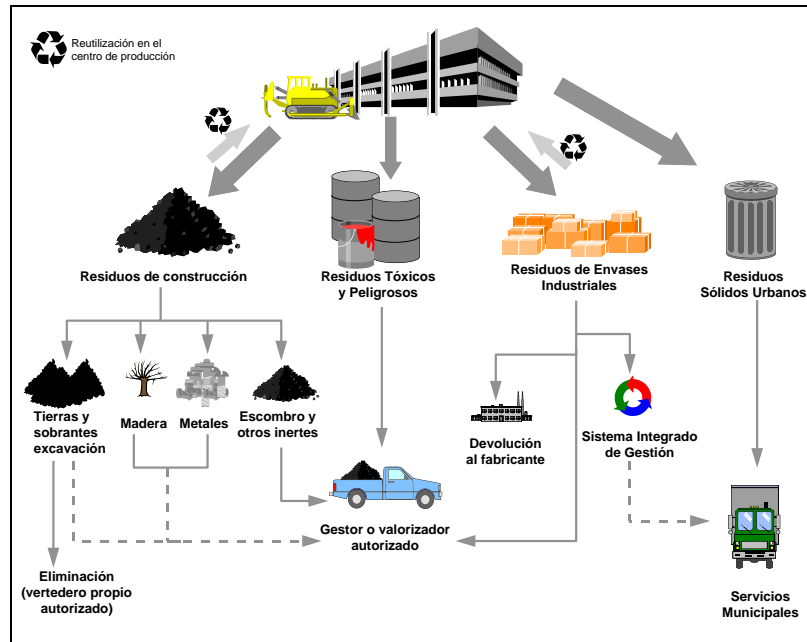 Reutilización en el
centro de producción
Residuos de construcción
Residuos Tóxicos
y Peligrosos
Residuos de Envases
Industriales
Residuos
Sólidos Urbanos
Tierras y
sobrantes
excavación
Madera
Metales
Escombro y
otros inertes
Devolución
al fabricante
Sistema Integrado
de Gestión
Gestor o valorizador
autorizado
Eliminación
(vertedero propio
autorizado)
Servicios
Municipales